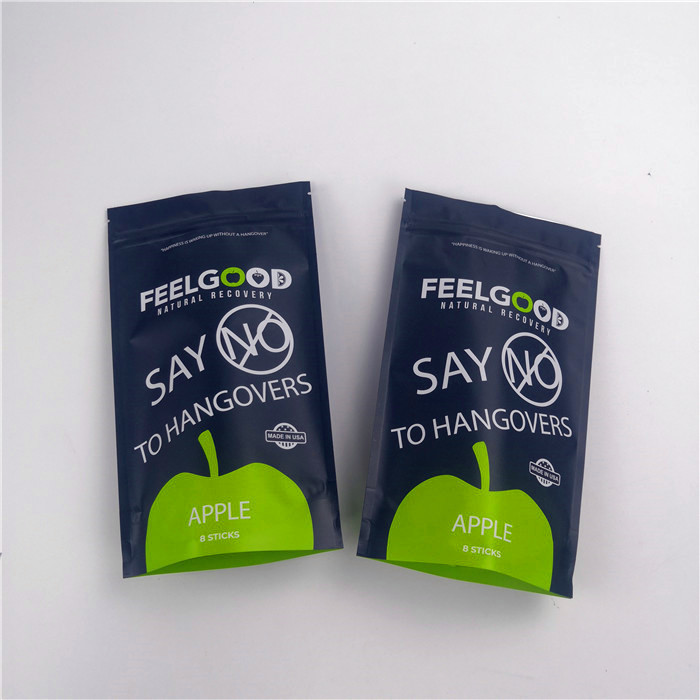 "HAPPINESS IS WAKING UP WITHOUT A HANGOVER"
FEELGOOD
NATURAL RECOVERY
SAY NO
TO HANGOVERS
MADE IN USA
APPLE
8 STICKS
"HAPPINESS IS WAKING UP WITHOUT A HANGOVER"
FEELGOOD
NATURAL RECOVERY
SAY NO
TO HANGOVERS
MADE IN USA
APPLE
8 STICKS